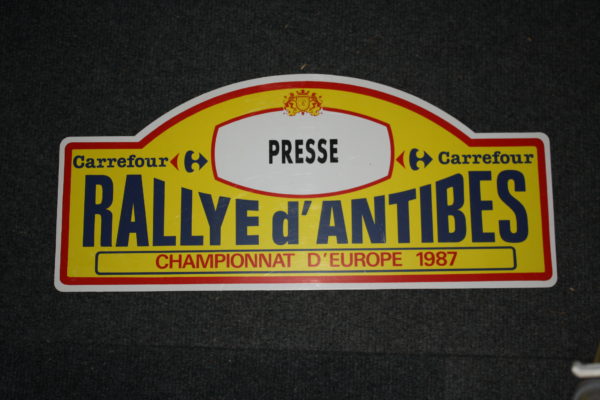 PRESSE
Carrefour Carrefour
RALLYE d'ANTIBES
CHAMPIONNAT D'EUROPE 1987